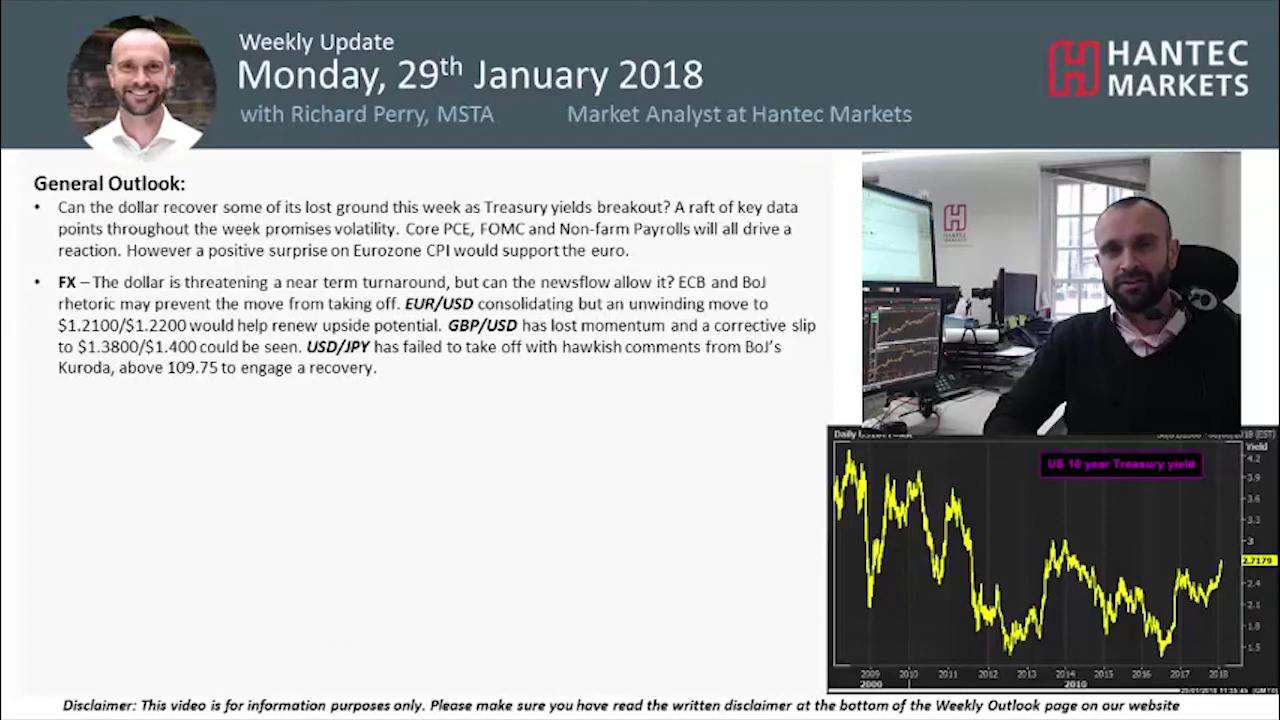 Weekly Update
Monday, 29th January 2018
with Richard Perry, MSTA Market Analyst at Hantec Markets
HANTEC
MARKETS
General Outlook:
• Can the dollar recover some of its lost ground this week as Treasury yields breakout? A raft of key data
points throughout the week promises volatility. Core PCE, FOMC and Non-farm Payrolls will all drive a
reaction. However a positive surprise on Eurozone CPI would support the euro.
• FX – The dollar is threatening a near term turnaround, but can the newsflow allow it? ECB and BoJ
rhetoric may prevent the move from taking off. EUR/USD consolidating but an unwinding move to
$1.2100/$1.2200 would help renew upside potential. GBP/USD has lost momentum and a corrective slip
to $1.3800/$1.400 could be seen. USD/JPY has failed to take off with hawkish comments from BoJ's
Kuroda, above 109.75 to engage a recovery.
HANTEC
MARKETS
Daily
Yield
US 10 year Treasury yield
4.2
3.9
3.6
3.3
3
2.7179
2.4
2.1
1.8
1.5
2009 2010 2011 2012 2013 2014 2015 2016 2017 2018
2000 2010
Disclaimer: This video is for information purposes only. Please make sure you have read the written disclaimer at the bottom of the Weekly Outlook page on our website